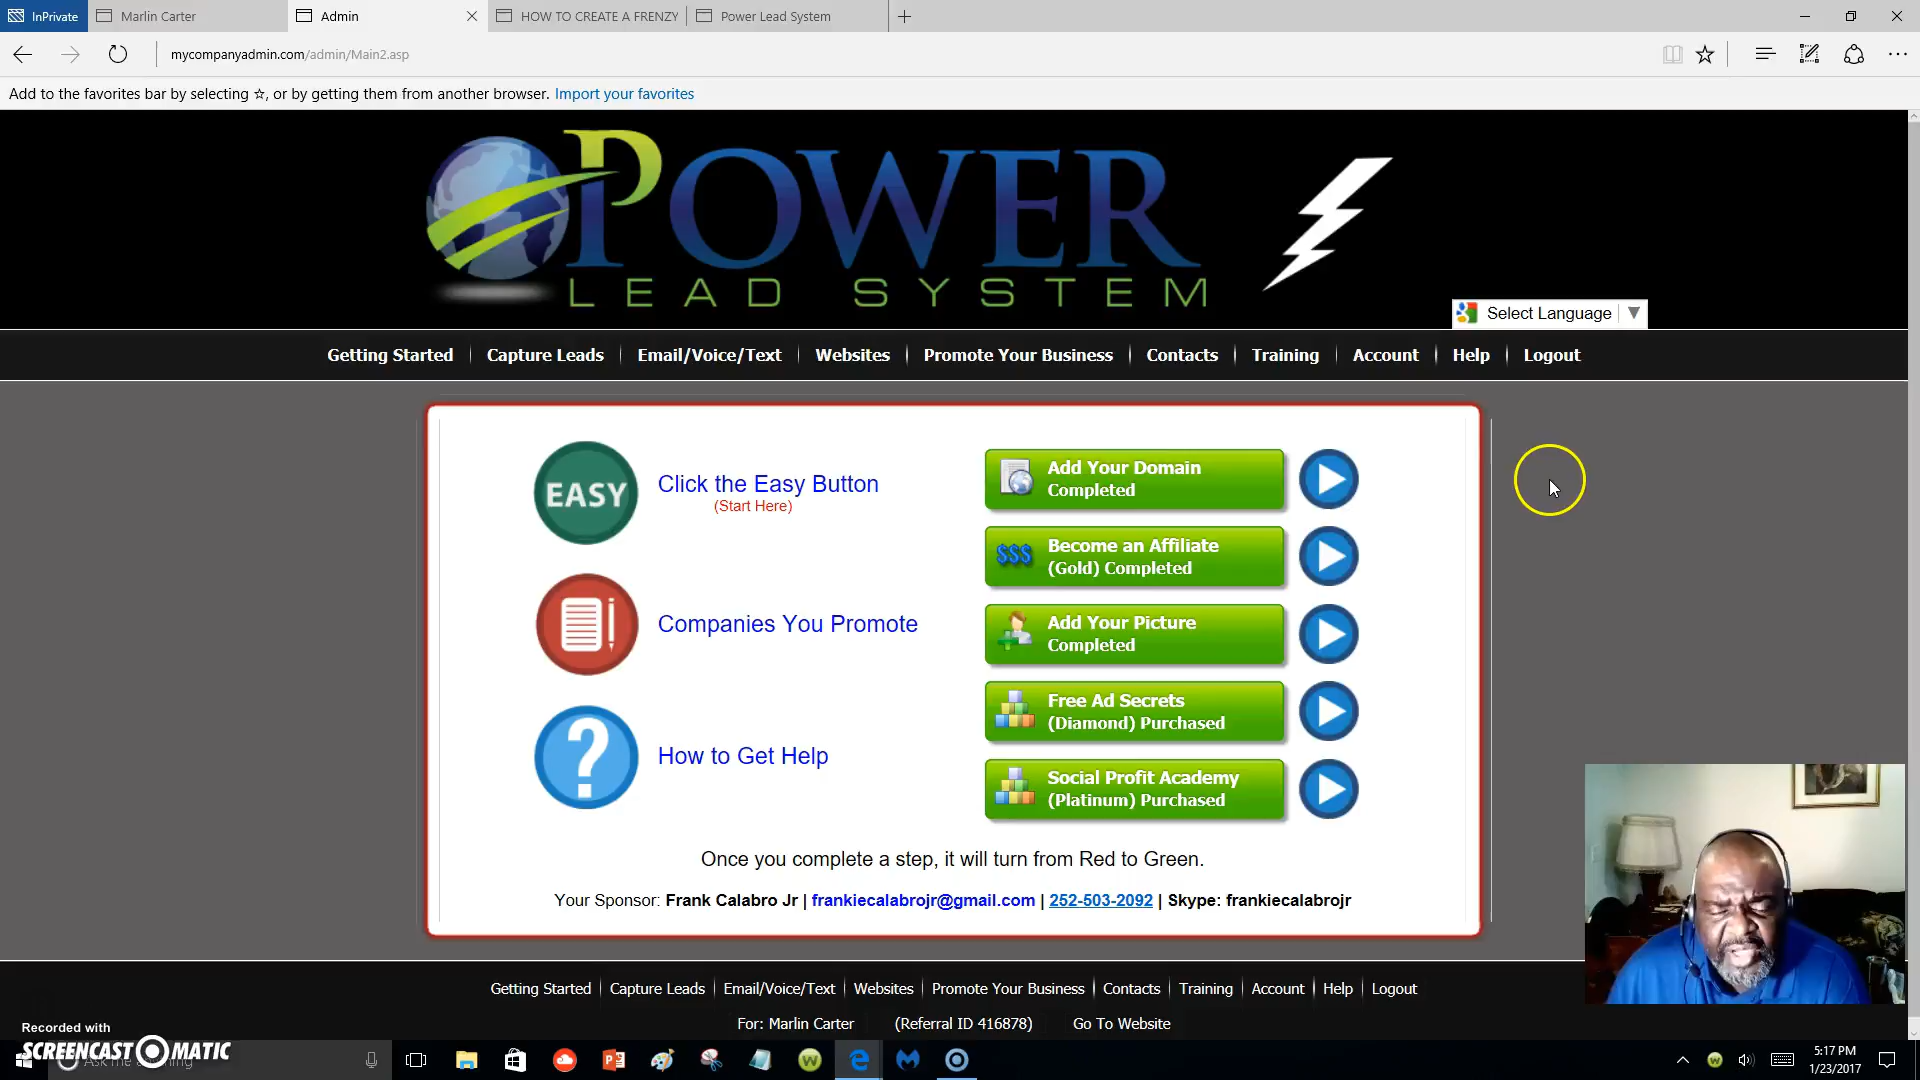 InPrivate
Marlin Carter
Admin
HOW TO CREATE A FRENZY
Power Lead System
mycompanyadmin.com/admin/Main2.asp
Add to the favorites bar by selecting ☆, or by getting them from another browser. Import your favorites
POWER
LEAD SYSTEM
Select Language ▼
Getting Started
Capture Leads
Email/Voice/Text
Websites
Promote Your Business
Contacts
Training
Account
Help
Logout
EASY
Click the Easy Button
(Start Here)
Companies You Promote
?
How to Get Help
Add Your Domain
Completed
$$$
Become an Affiliate
(Gold) Completed
Add Your Picture
Completed
Free Ad Secrets
(Diamond) Purchased
Social Profit Academy
(Platinum) Purchased
Once you complete a step, it will turn from Red to Green.
Your Sponsor: Frank Calabro Jr | frankiecalabrojr@gmail.com | 252-503-2092 | Skype: frankiecalabrojr
Getting Started | Capture Leads | Email/Voice/Text | Websites | Promote Your Business | Contacts | Training | Account | Help | Logout
For: Marlin Carter (Referral ID 416878) Go To Website
Recorded with
SCREENCAST-O-MATIC
Ask me anything
5:17 PM
1/23/2017